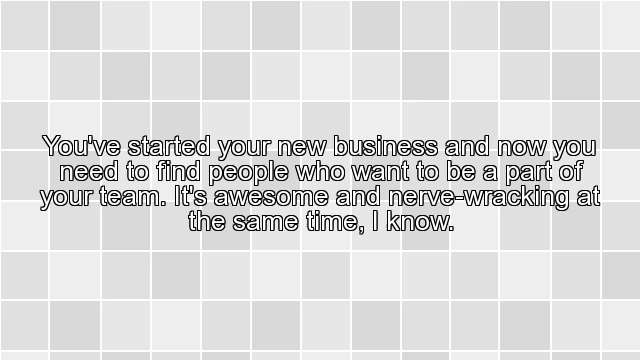 You've started your new business and now you
need to find people who want to be a part of
your team. It's awesome and nerve-wracking at
the same time, I know.